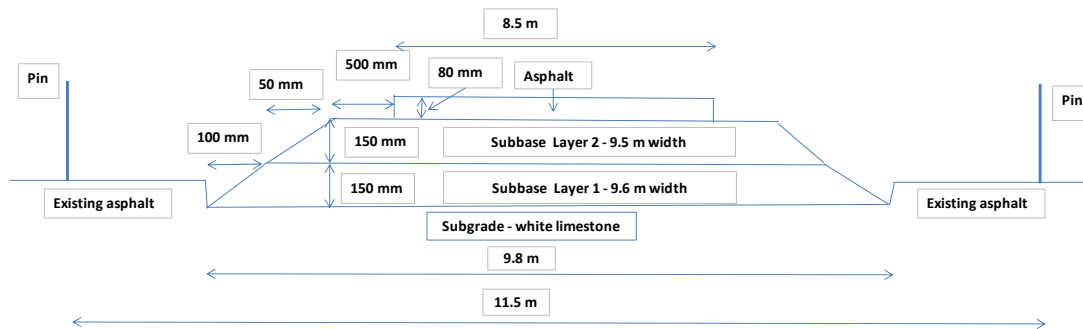 8.5 m
500 mm
80 mm
Asphalt
Pin
50 mm
Pin
100 mm
150 mm
Subbase Layer 2 - 9.5 m width
150 mm
Subbase Layer 1 - 9.6 m width
Existing asphalt
Existing asphalt
Subgrade - white limestone
9.8 m
11.5 m